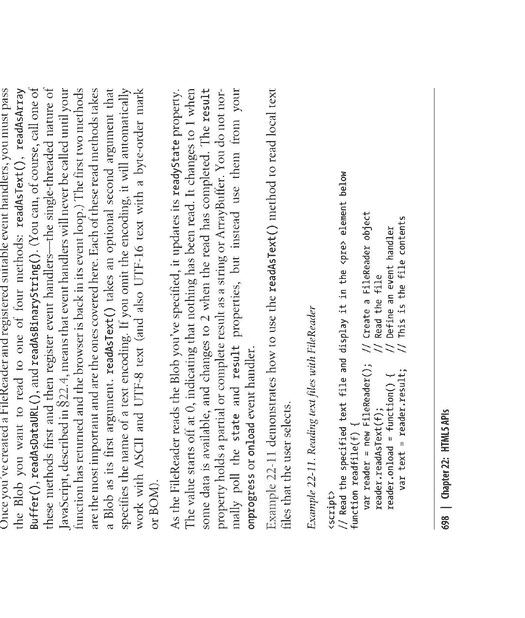 Once you've created a FileReader and registered suitable event handlers, you must pass
the Blob you want to read to one of four methods: readAsText(), readAsArray
Buffer(), readAsDataURL(), and readAsBinaryString(). (You can, of course, call one of
these methods first and then register event handlers—the single-threaded nature of
JavaScript, described in §22.4, means that event handlers will never be called until your
function has returned and the browser is back in its event loop.) The first two methods
are the most important and are the ones covered here. Each of these read methods takes
a Blob as its first argument. readAsText() takes an optional second argument that
specifies the name of a text encoding. If you omit the encoding, it will automatically
work with ASCII and UTF-8 text (and also UTF-16 text with a byte-order mark
or BOM).
As the FileReader reads the Blob you've specified, it updates its readyState property.
The value starts off at 0, indicating that nothing has been read. It changes to 1 when
some data is available, and changes to 2 when the read has completed. The result
property holds a partial or complete result as a string or ArrayBuffer. You do not nor-
mally poll the state and result properties, but instead use them from your
onprogress or onload event handler.
Example 22-11 demonstrates how to use the readAsText() method to read local text
files that the user selects.
Example 22-11. Reading text files with FileReader
<script>
// Read the specified text file and display it in the <pre> element below
function readfile(f) {
var reader = new FileReader(); // Create a FileReader object
reader.readAsText(f); // Read the file
reader.onload = function() { // Define an event handler
var text = reader.result; // This is the file contents
698 | Chapter 22: HTML5 APIs